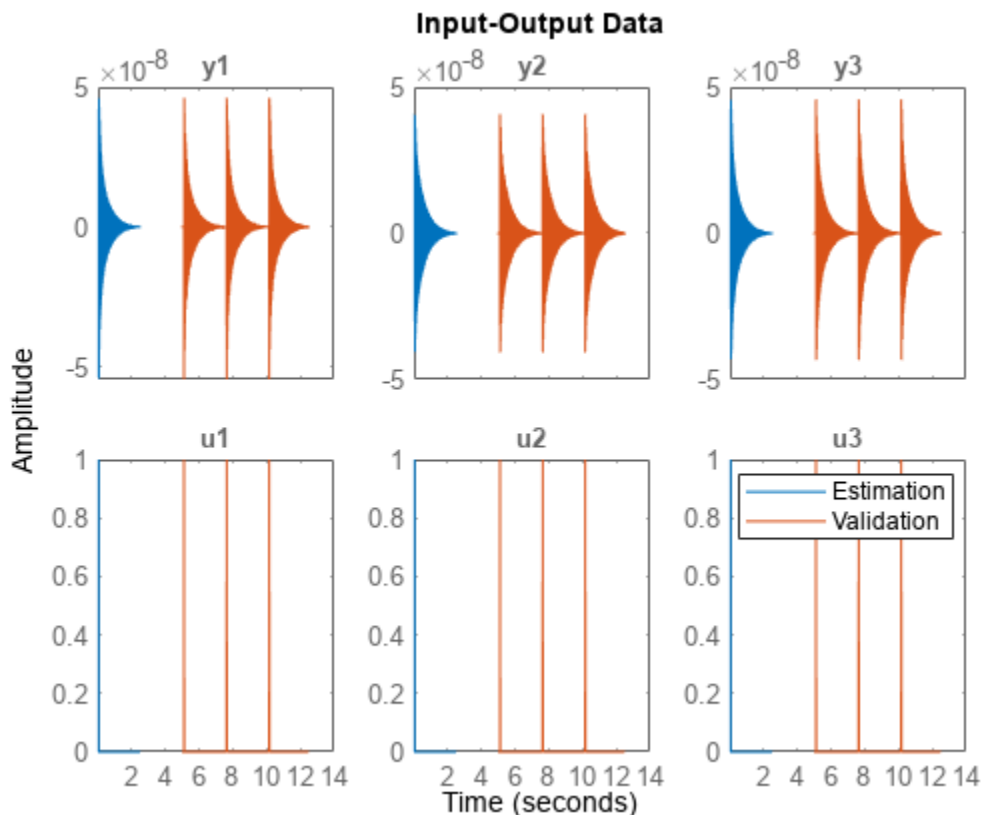 Input-Output Data
×10-8 y1
×10-8 y2
×10-8 y3
5
0
-5
5
0
-5
5
0
-5
Amplitude
u1
u2
u3
1
0.8
0.6
0.4
0.2
0
1
0.8
0.6
0.4
0.2
0
1
0.8
0.6
0.4
0.2
0
Estimation
Validation
2 4 6 8 10 12 14
2 4 6 8 10 12 14
2 4 6 8 10 12 14
Time (seconds)